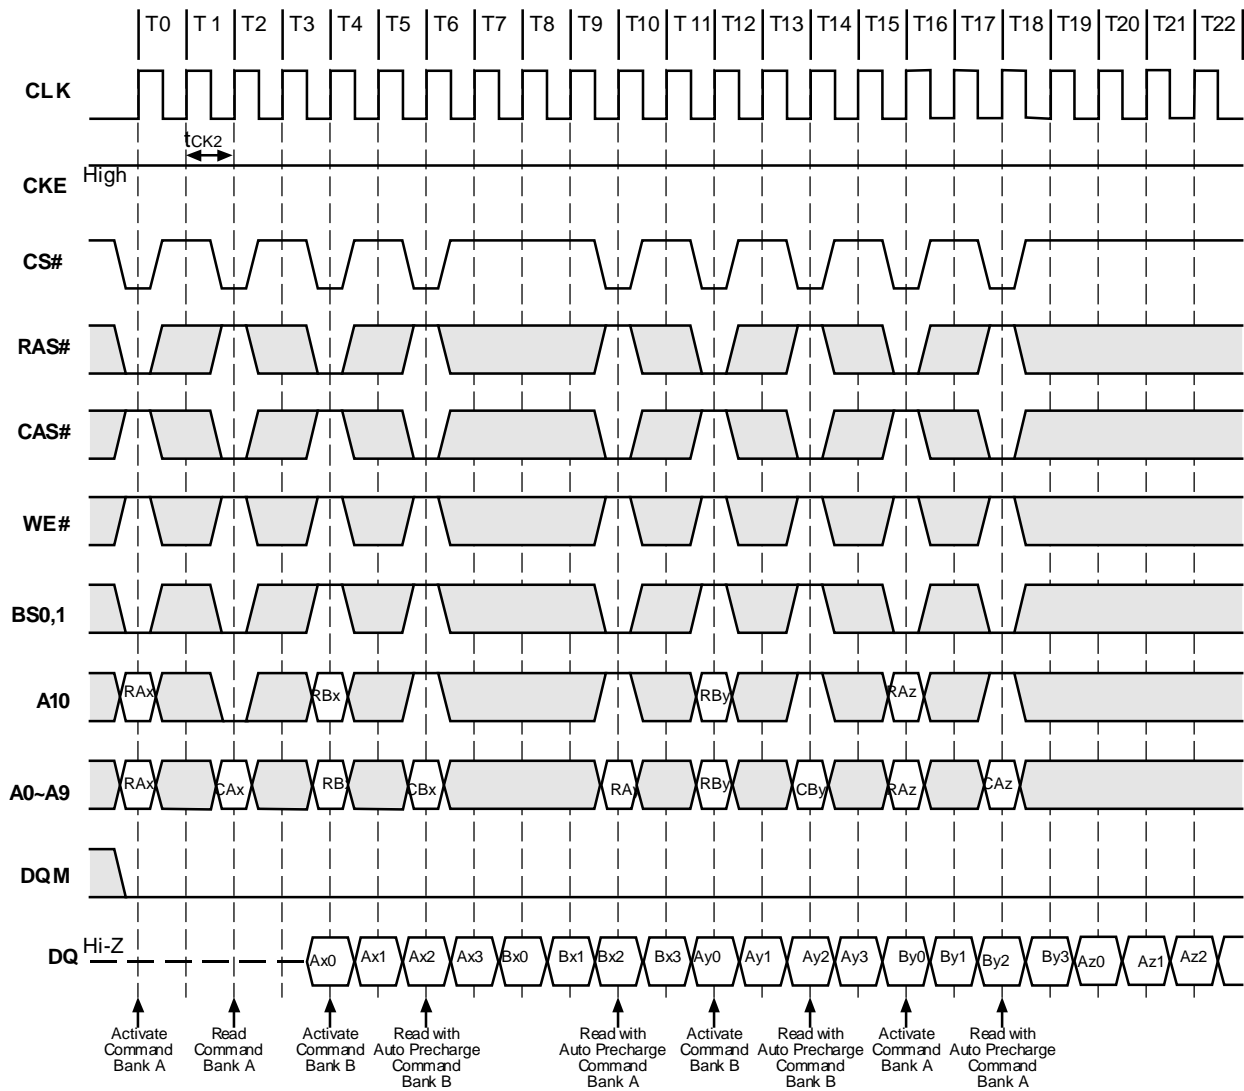 T0 T 1 T2 T3 T4 T5 T6 T7 T8 T9 T10 T 11 T12 T13 T14 T15 T16 T17 T18 T19 T20 T21 T22
CLK
tCK2
High
CKE
CS#
RAS#
CAS#
WE#
BS0,1
A10 RAx RBx RBy RAz
A0~A9 RAx CAx RB CBx RA RBy CBy RAz CAz
DQM
DQ Hi-Z Ax0 Ax1 Ax2 Ax3 Bx0 Bx1 Bx2 Bx3 Ay0 Ay1 Ay2 Ay3 By0 By1 By2 By3 Az0 Az1 Az2
Activate Read Activate Read with Read with Activate Read with Activate Read with
Command Command Command Auto Precharge Auto Precharge Command Auto Precharge Command Auto Precharge
Bank A Bank A Bank B Command Command Bank B Command Bank A Command
Bank B Bank A Bank B Bank A